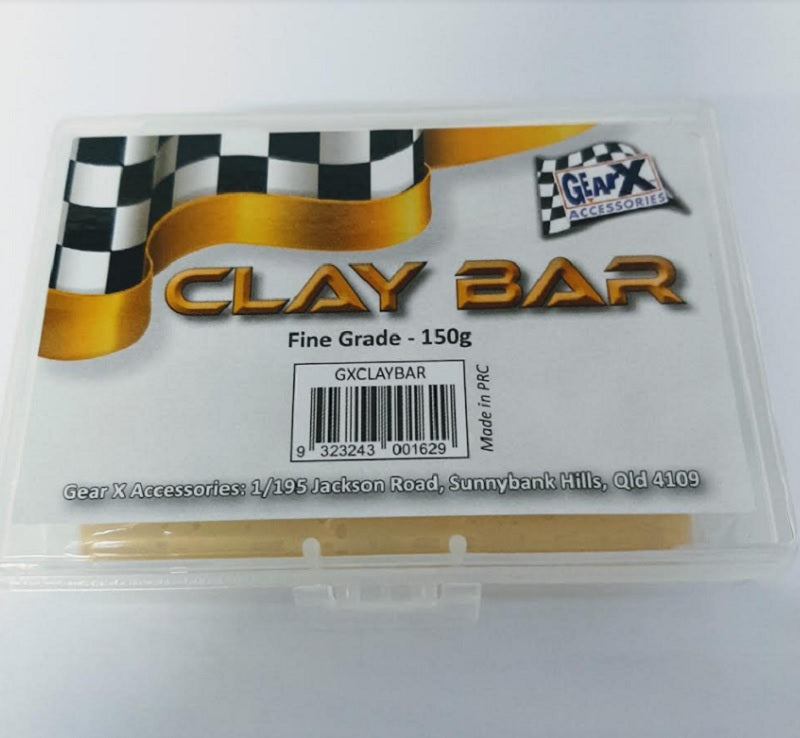 GEAR X
ACCESSORIES
CLAY BAR
Fine Grade - 150g
GXCLAYBAR
9 323243 001629
Made in PRC
Gear X Accessories: 1/195 Jackson Road, Sunnybank Hills, Qld 4109